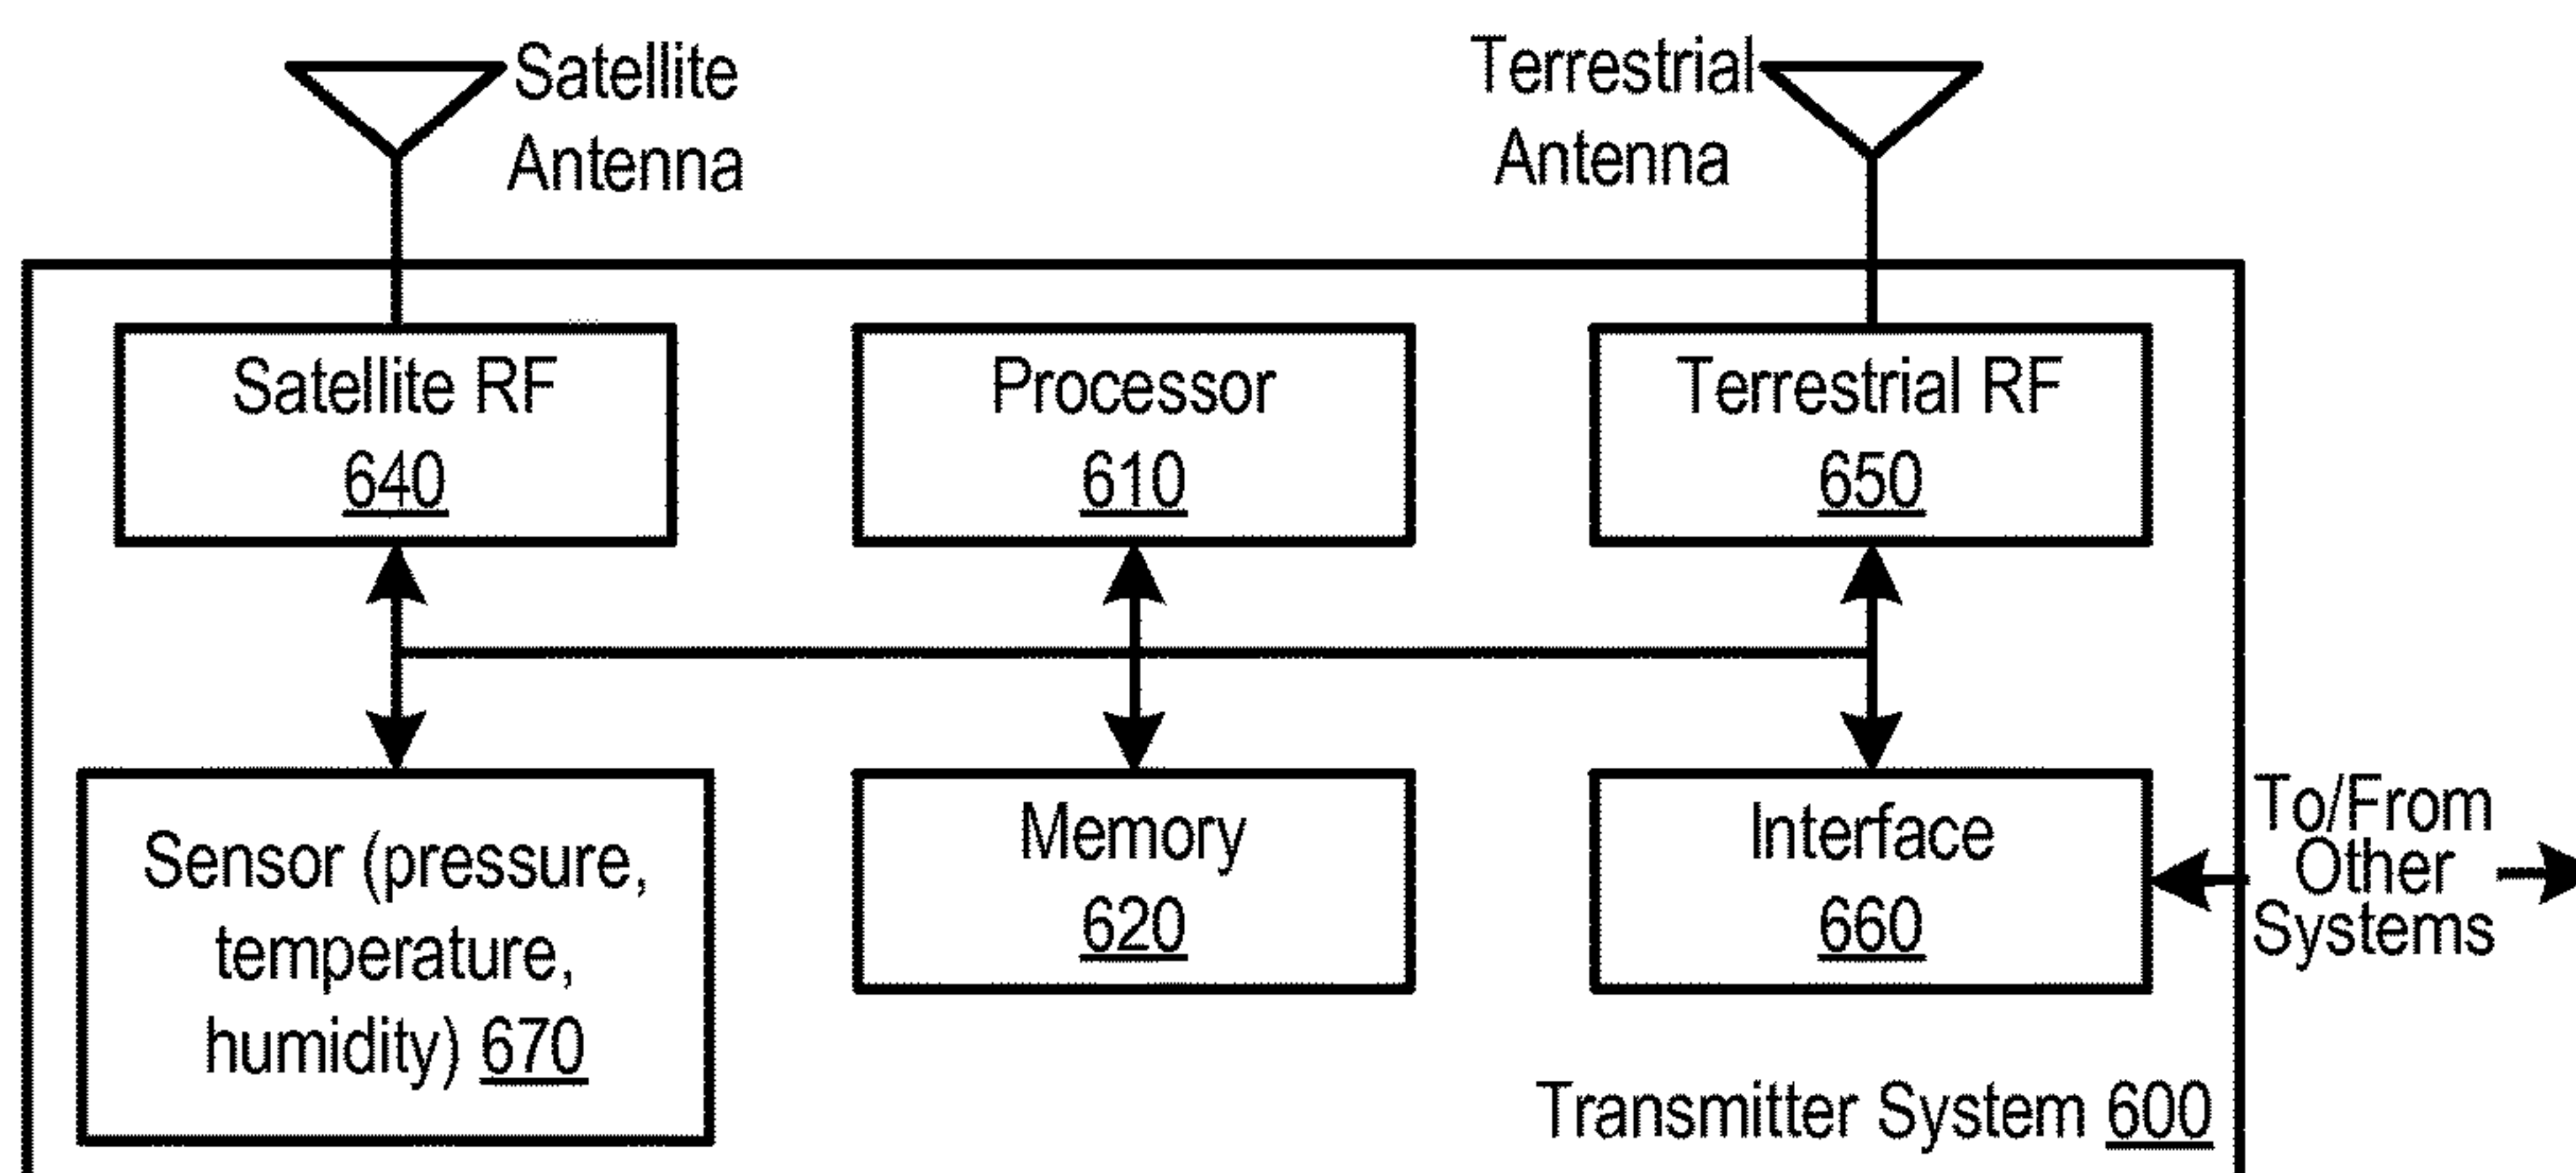 Satellite
Antenna
Terrestrial
Antenna
Satellite RF
640
Processor
610
Terrestrial RF
650
Sensor (pressure,
temperature,
humidity) 670
Memory
620
Interface
660
To/From
Other
Systems
Transmitter System 600